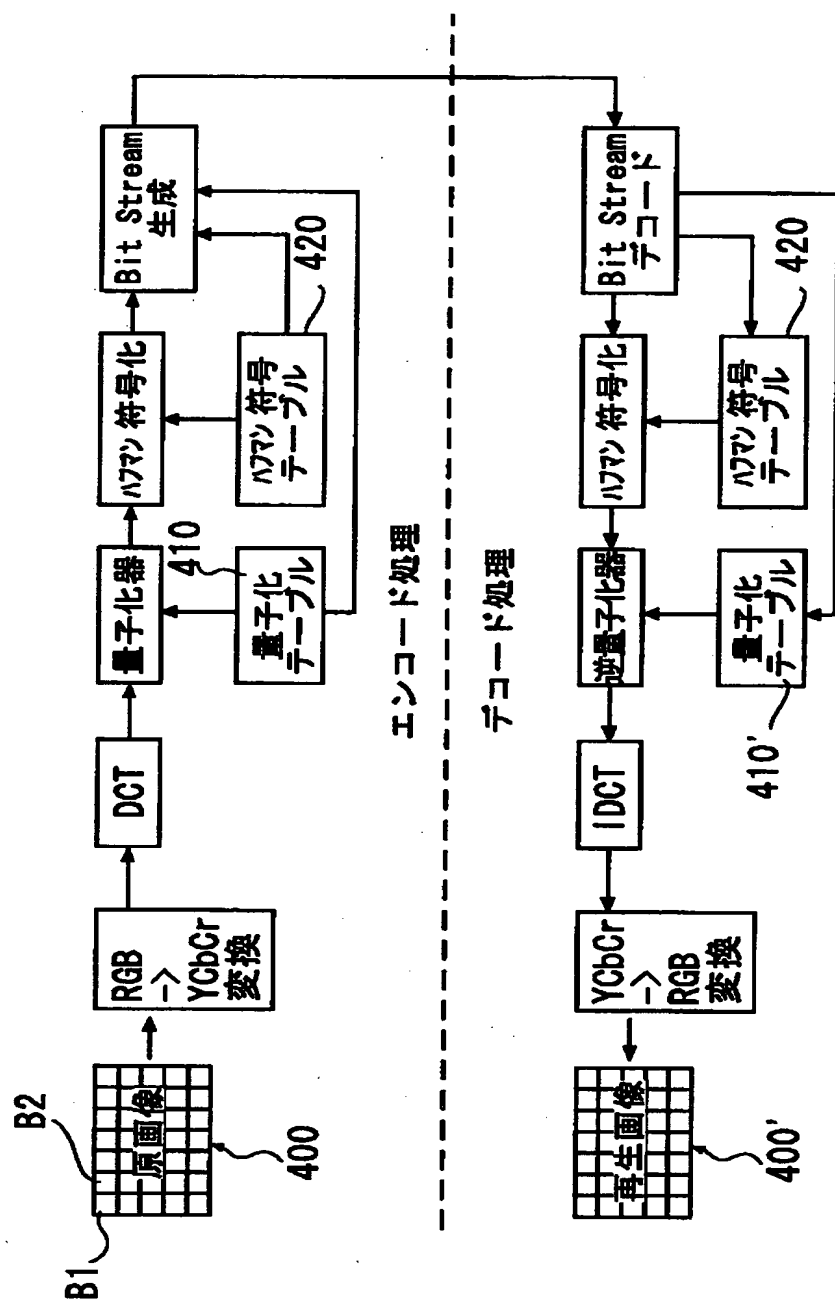 B1
B2
原画像
400
RGB
->
YCbCr
変換
DCT
量子化器
410
量子化
テーブル
ハフマン符号化
ハフマン符号
テーブル
420
Bit Stream
生成
エンコード処理
デコード処理
Bit Stream
デコード
ハフマン符号化
ハフマン符号
テーブル
420
逆量子化器
量子化
テーブル
410'
IDCT
YCbCr
->
RGB
変換
再生画像
400'